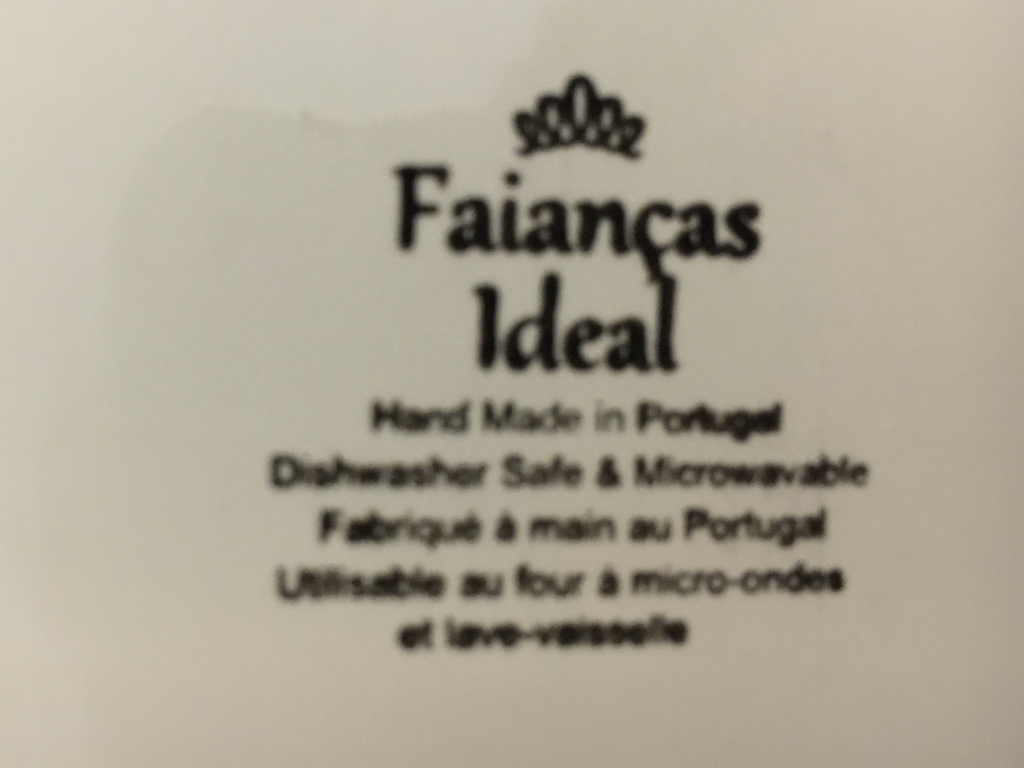 Faianças
Ideal
Hand Made in Portugal
Dishwasher Safe & Microwavable
Fabriqué à main au Portugal
Utilisable au four à micro-ondes
et lave-vaisselle